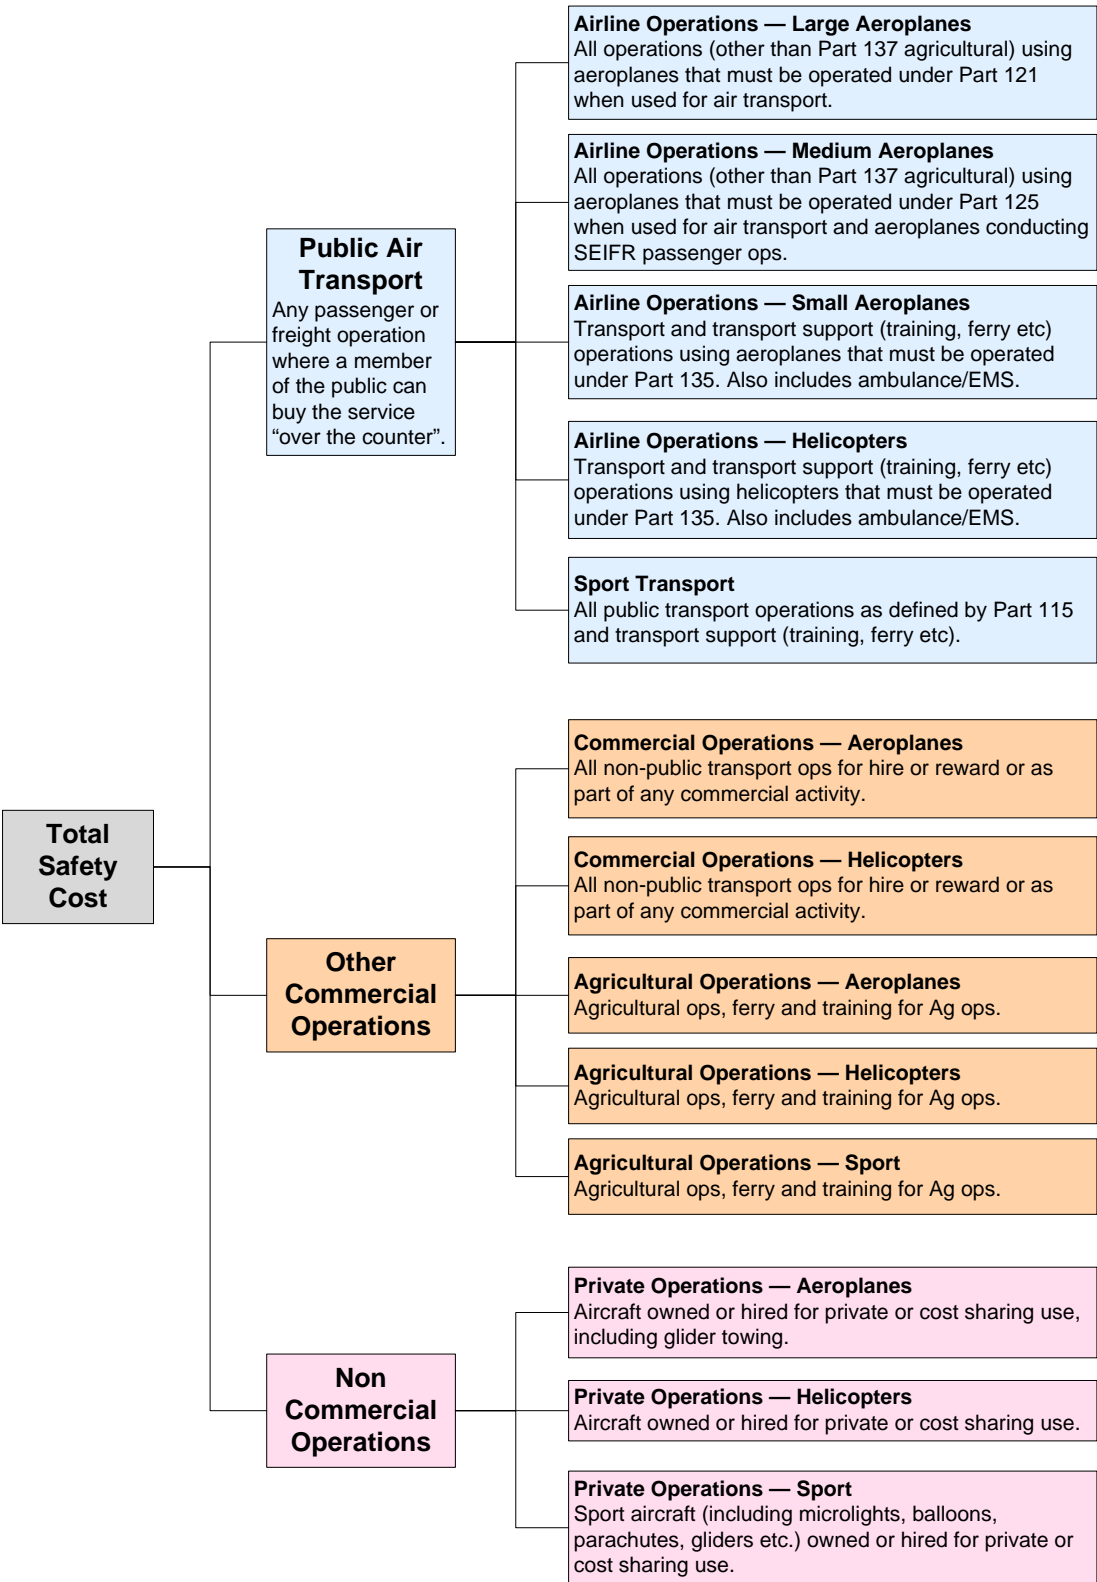 Airline Operations — Large Aeroplanes
All operations (other than Part 137 agricultural) using
aeroplanes that must be operated under Part 121
when used for air transport.
Airline Operations — Medium Aeroplanes
All operations (other than Part 137 agricultural) using
aeroplanes that must be operated under Part 125
when used for air transport and aeroplanes conducting
SEIFR passenger ops.
Public Air
Transport
Any passenger or
freight operation
where a member
of the public can
buy the service
“over the counter”.
Airline Operations — Small Aeroplanes
Transport and transport support (training, ferry etc)
operations using aeroplanes that must be operated
under Part 135. Also includes ambulance/EMS.
Airline Operations — Helicopters
Transport and transport support (training, ferry etc)
operations using helicopters that must be operated
under Part 135. Also includes ambulance/EMS.
Sport Transport
All public transport operations as defined by Part 115
and transport support (training, ferry etc).
Commercial Operations — Aeroplanes
All non-public transport ops for hire or reward or as
part of any commercial activity.
Total
Safety
Cost
Commercial Operations — Helicopters
All non-public transport ops for hire or reward or as
part of any commercial activity.
Other
Commercial
Operations
Agricultural Operations — Aeroplanes
Agricultural ops, ferry and training for Ag ops.
Agricultural Operations — Helicopters
Agricultural ops, ferry and training for Ag ops.
Agricultural Operations — Sport
Agricultural ops, ferry and training for Ag ops.
Private Operations — Aeroplanes
Aircraft owned or hired for private or cost sharing use,
including glider towing.
Non
Commercial
Operations
Private Operations — Helicopters
Aircraft owned or hired for private or cost sharing use.
Private Operations — Sport
Sport aircraft (including microlights, balloons,
parachutes, gliders etc.) owned or hired for private or
cost sharing use.